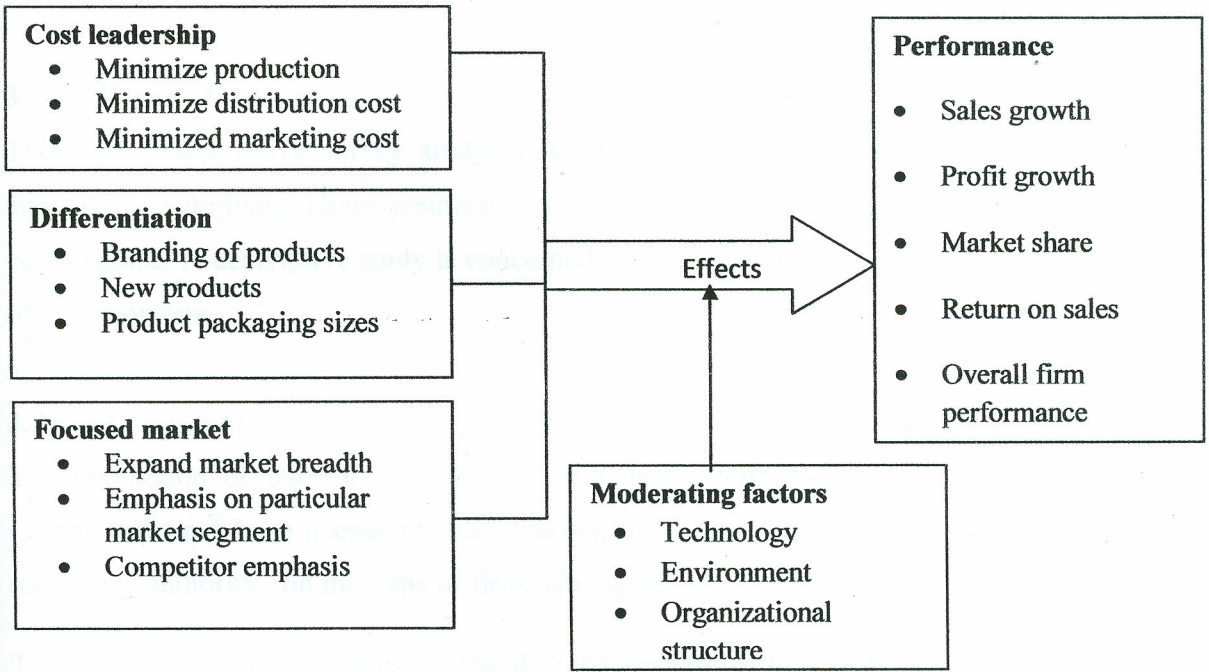 Cost leadership
• Minimize production
• Minimize distribution cost
• Minimized marketing cost
Differentiation
• Branding of products
• New products
• Product packaging sizes
Focused market
• Expand market breadth
• Emphasis on particular
market segment
• Competitor emphasis
Effects
Moderating factors
• Technology
• Environment
• Organizational
structure
Performance
• Sales growth
• Profit growth
• Market share
• Return on sales
• Overall firm
performance